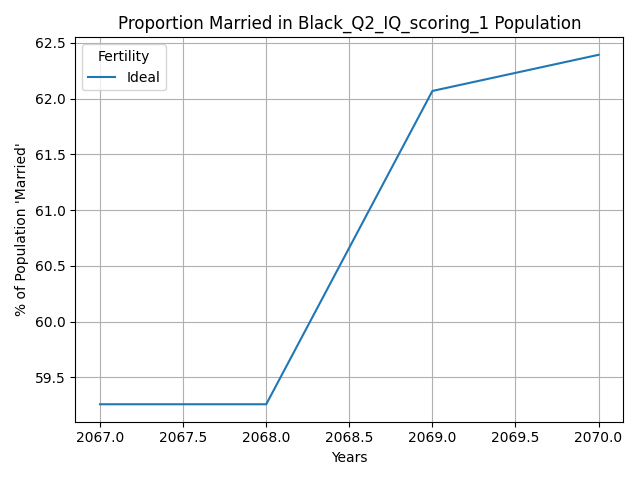 Proportion Married in Black_Q2_IQ_scoring_1 Population
Fertility
Ideal
% of Population 'Married'
62.5
62.0
61.5
61.0
60.5
60.0
59.5
2067.0 2067.5 2068.0 2068.5 2069.0 2069.5 2070.0
Years